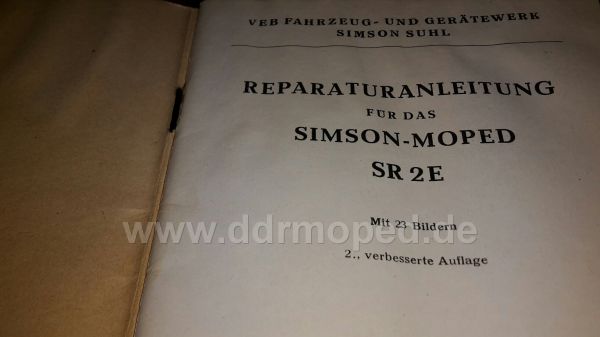 VEB FAHRZEUG- UND GERÄTEWERK
SIMSON SUHL
REPARATURANLEITUNG
FÜR DAS
SIMSON-MOPED
SR 2 E
Mit 23 Bildern
www.ddrmoped.de
2., verbesserte Auflage